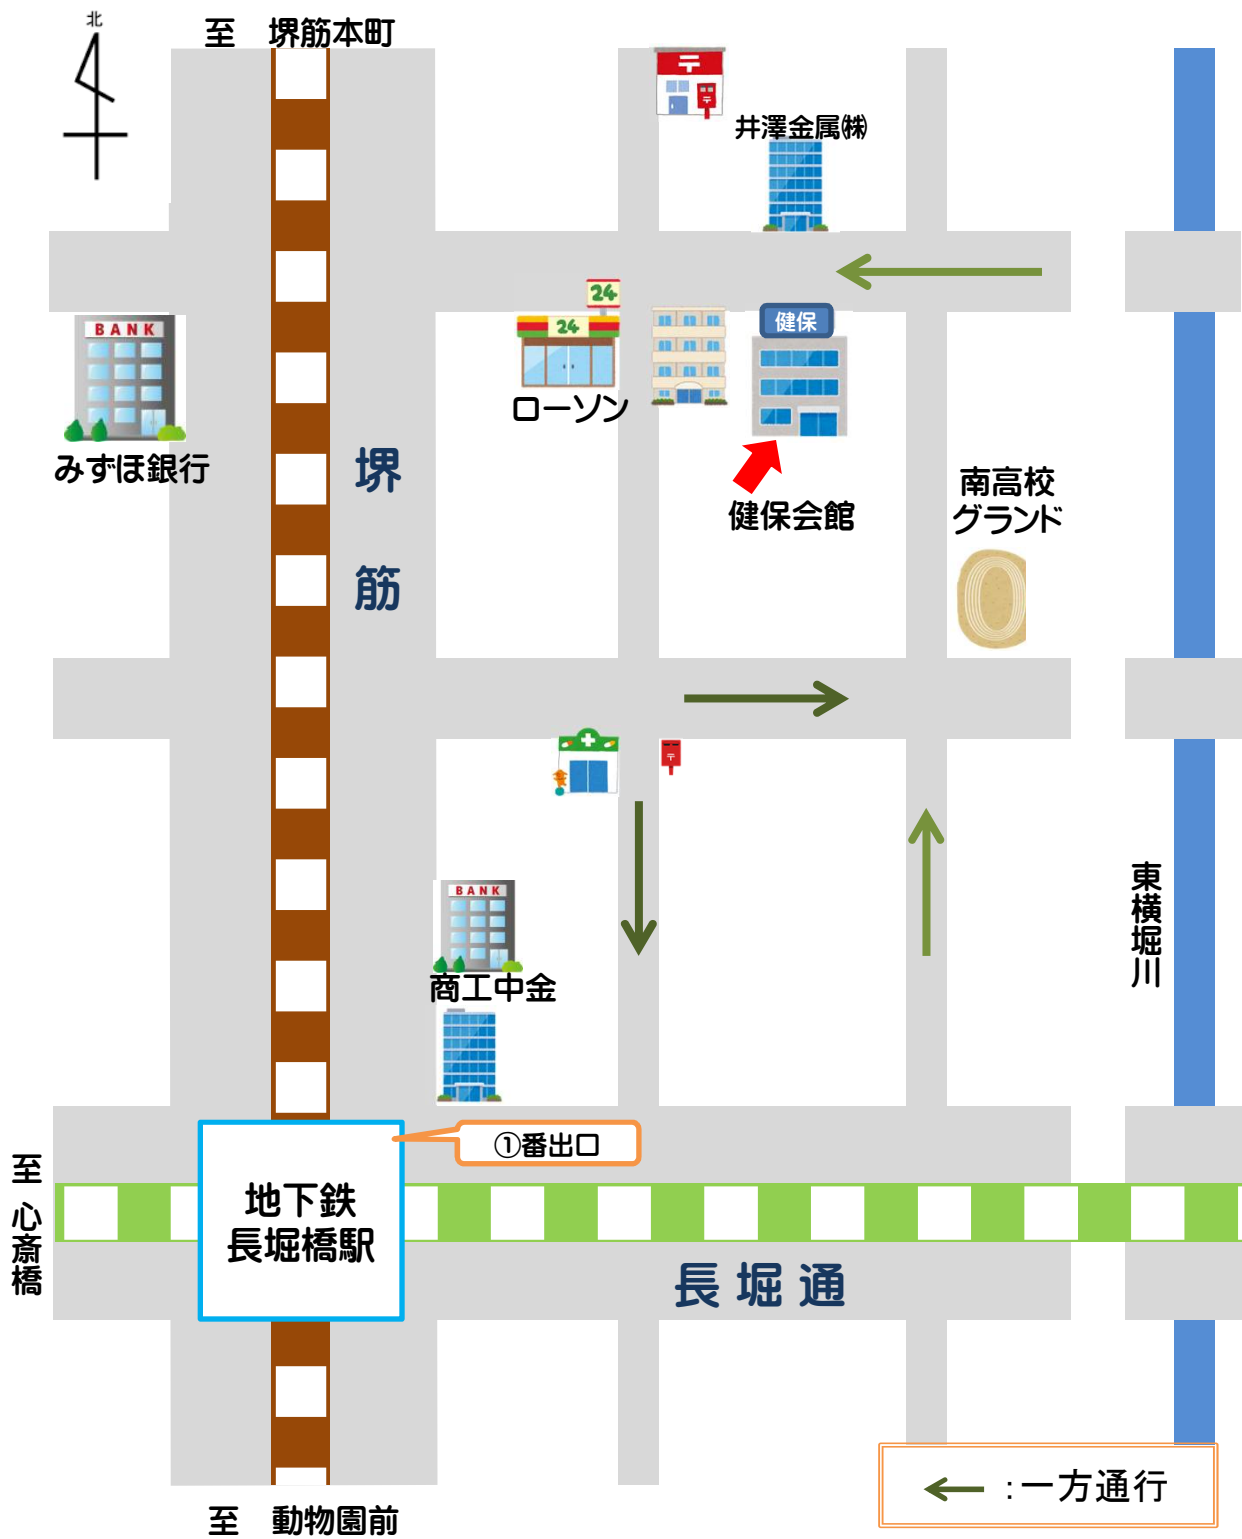 北
至 堺筋本町
〒
〒
井澤金属㈱
24
24
BANK
健保
ローソン
みずほ銀行
堺筋
健保会館
南高校
グランド
〒
BANK
商工中金
東横堀川
①番出口
至 心斎橋
地下鉄
長堀橋駅
長堀通
:一方通行
至 動物園前